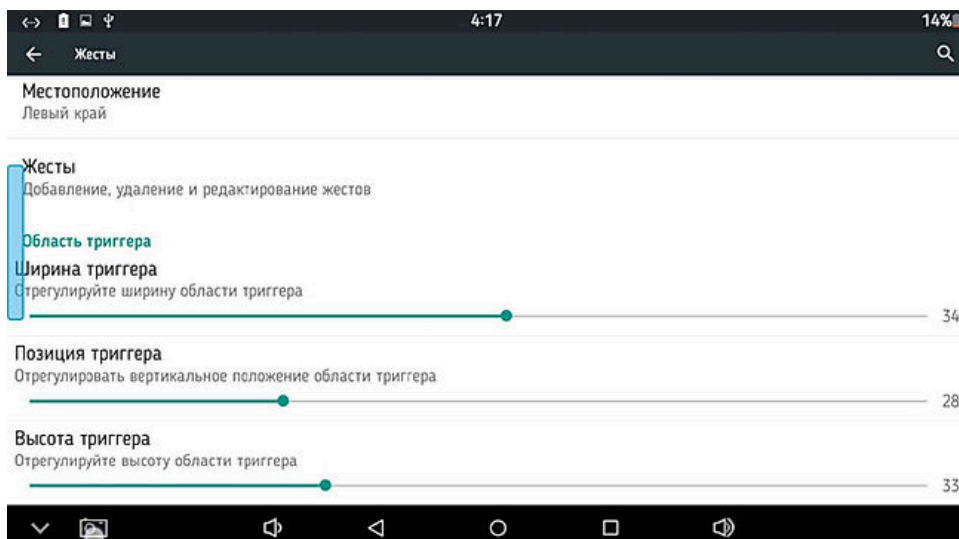 4:17
14%
Жесты
Местоположение
Левый край
Жесты
Добавление, удаление и редактирование жестов
Область триггера
Ширина триггера
Отрегулируйте ширину области триггера
34
Позиция триггера
Отрегулировать вертикальное положение области триггера
28
Высота триггера
Отрегулируйте высоту области триггера
33